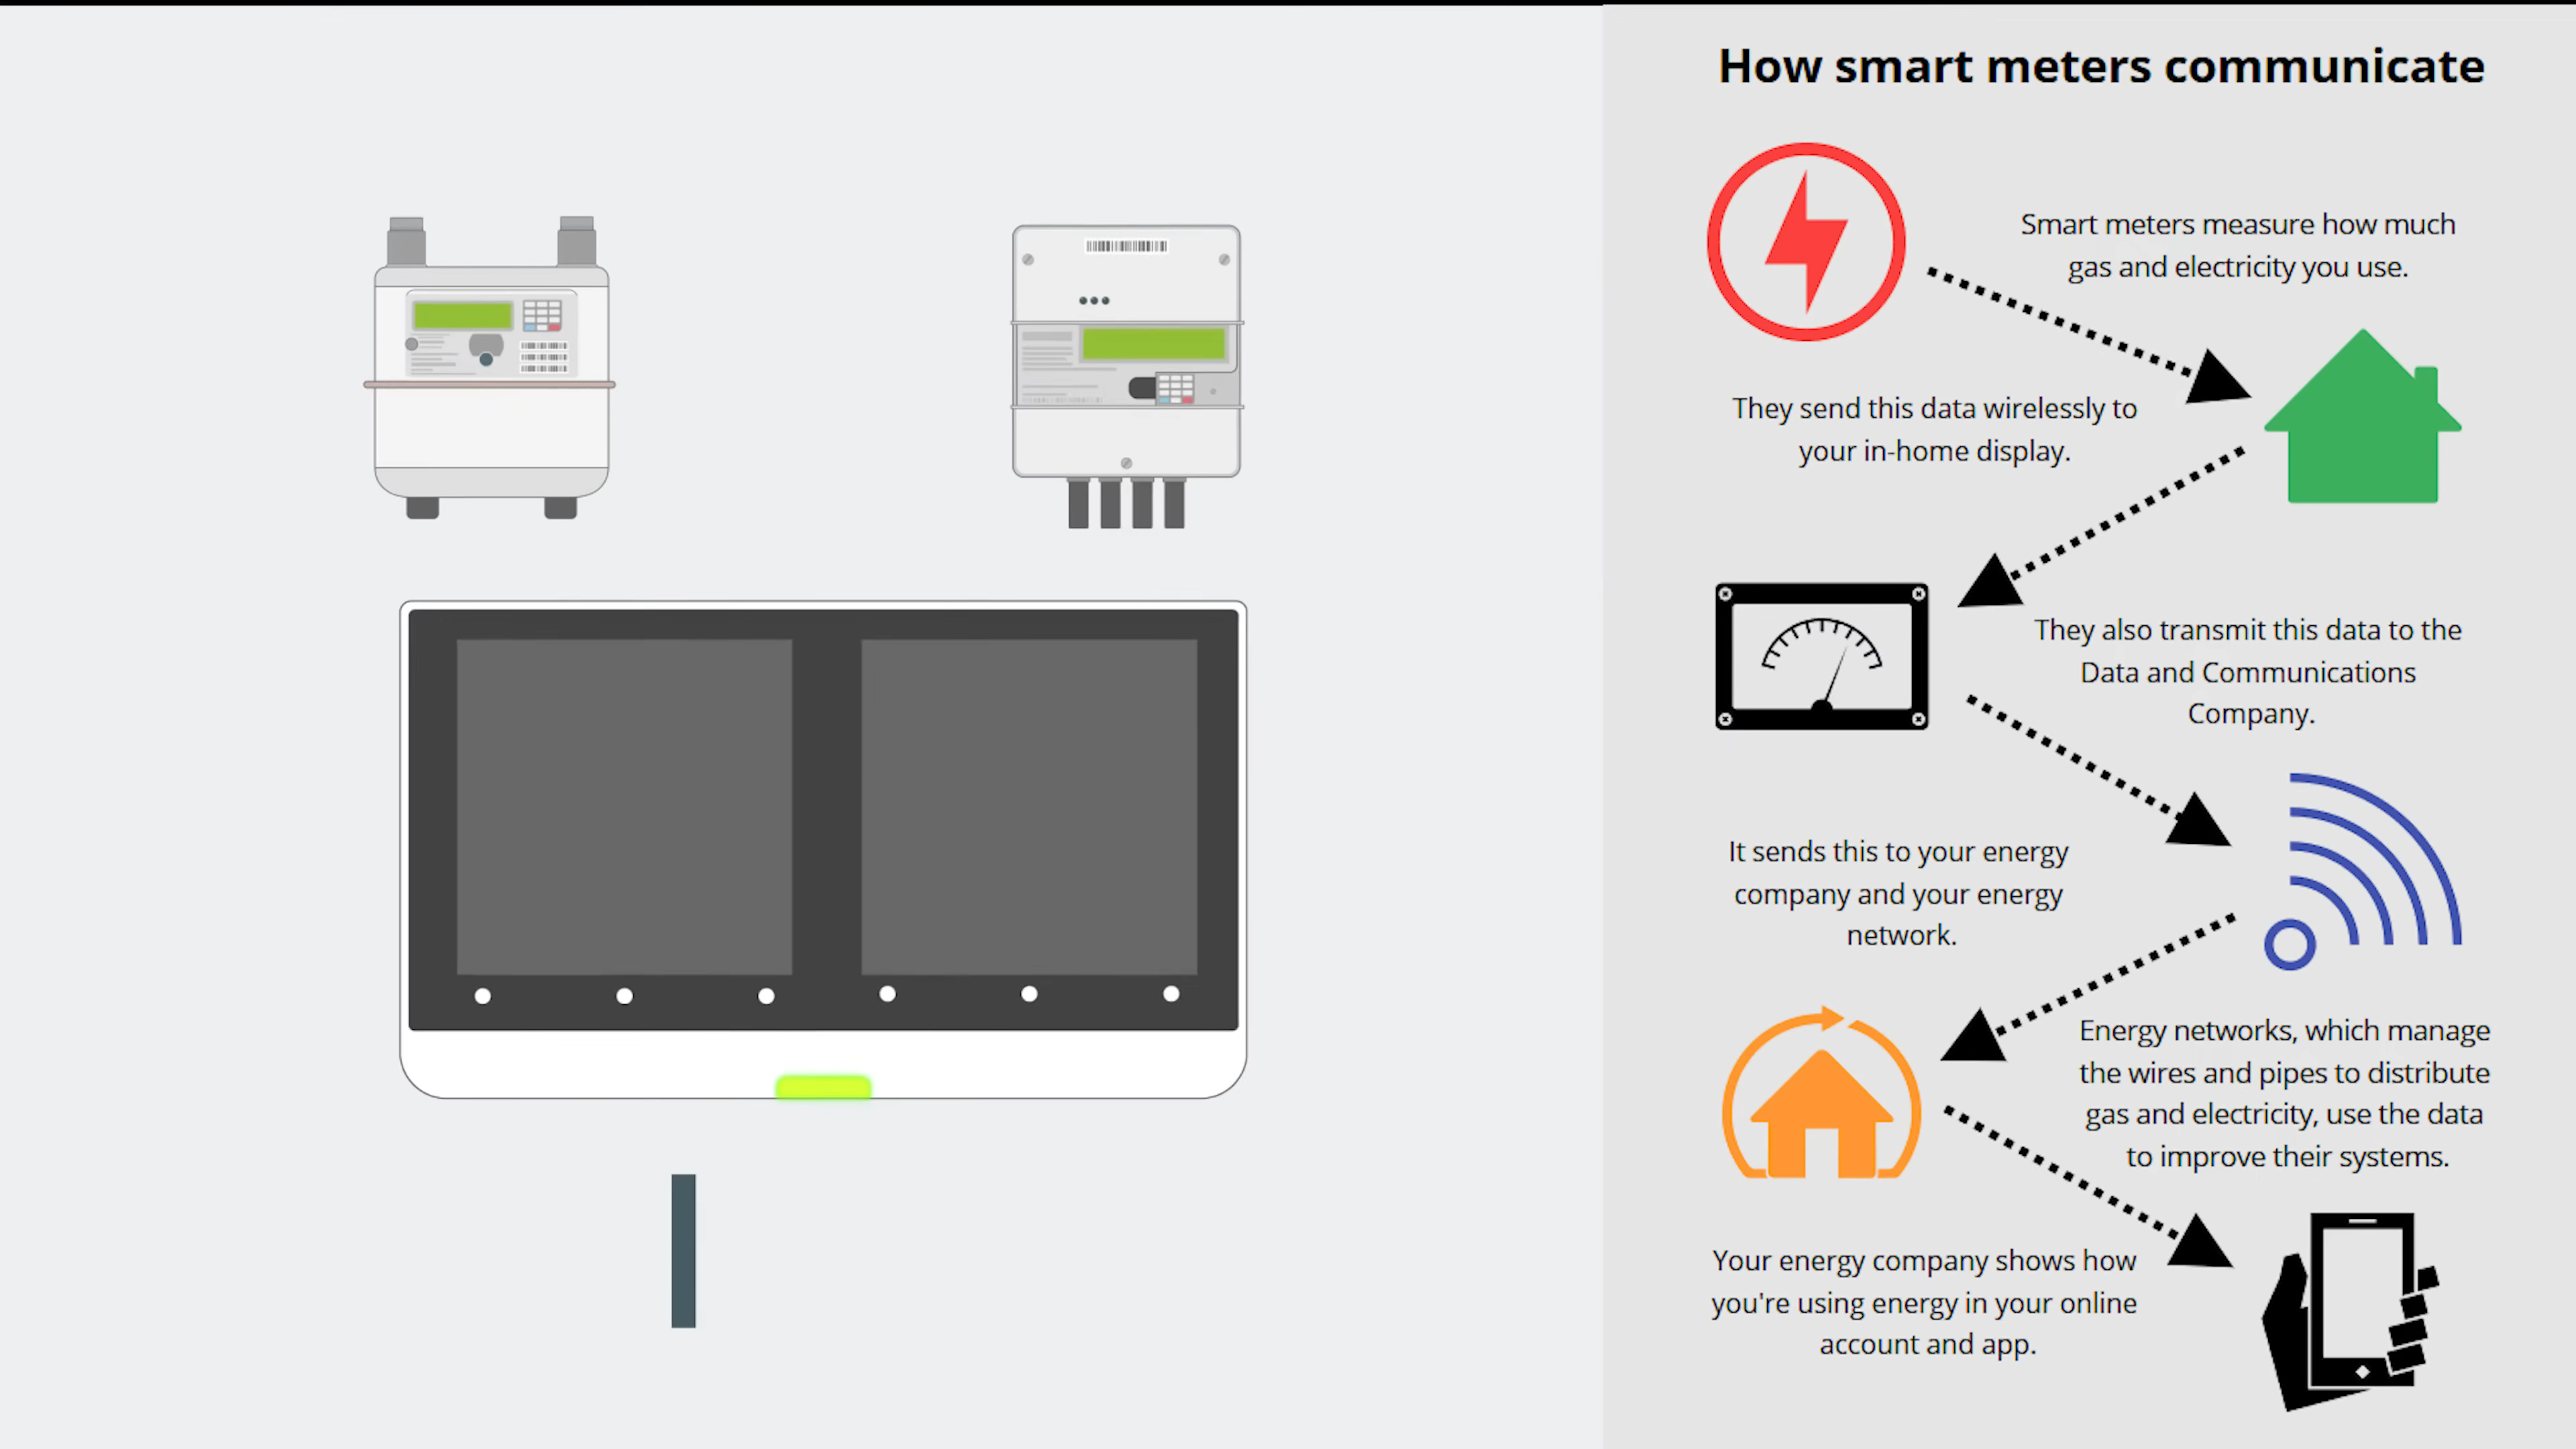 How smart meters communicate
Smart meters measure how much
gas and electricity you use.
They send this data wirelessly to
your in-home display.
They also transmit this data to the
Data and Communications
Company.
It sends this to your energy
company and your energy
network.
Energy networks, which manage
the wires and pipes to distribute
gas and electricity, use the data
to improve their systems.
Your energy company shows how
you're using energy in your online
account and app.